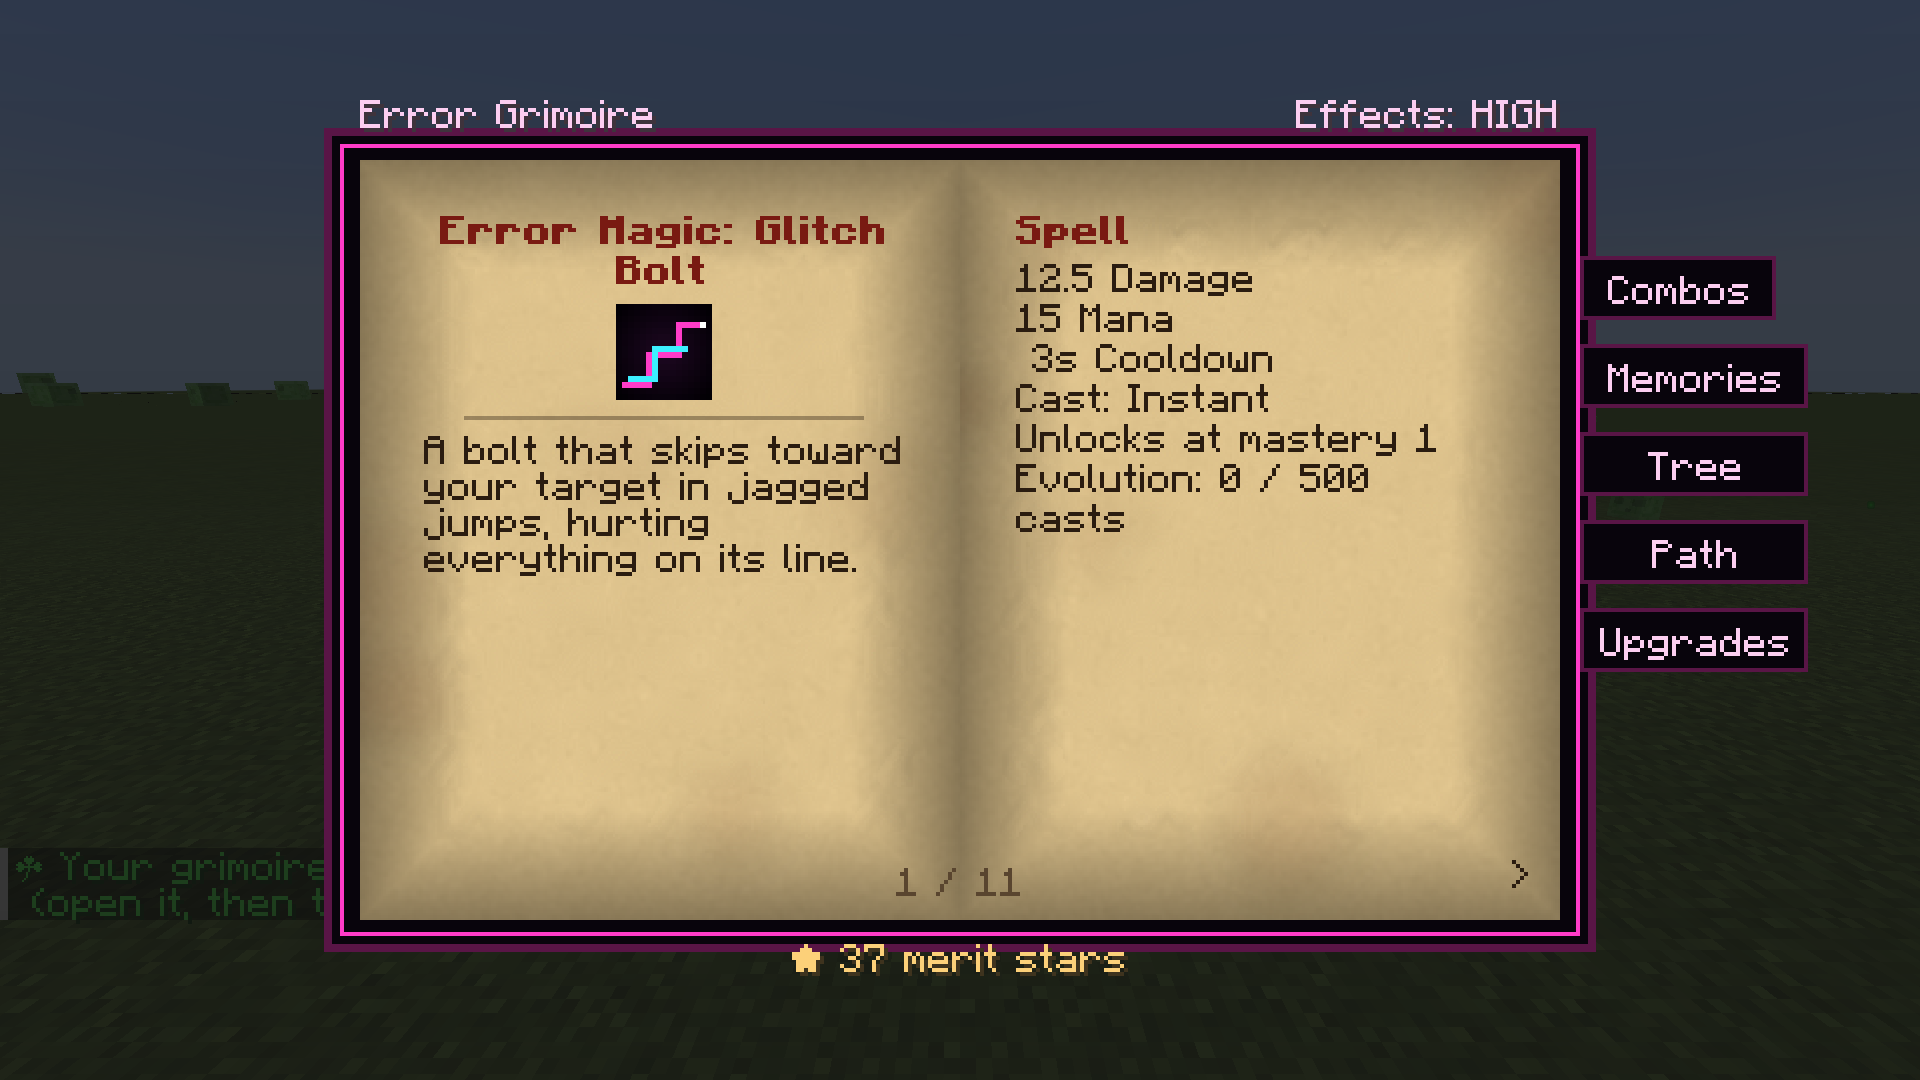 Error Grimoire
Effects: HIGH
Error Magic: Glitch
Bolt
A bolt that skips toward
your target in jagged
jumps, hurting
everything on its line.
Spell
12.5 Damage
15 Mana
3s Cooldown
Cast: Instant
Unlocks at mastery 1
Evolution: 0 / 500
casts
Combos
Memories
Tree
Path
Upgrades
☘ Your grimoire
(open it, then t
1 / 11
>
★ 37 merit stars